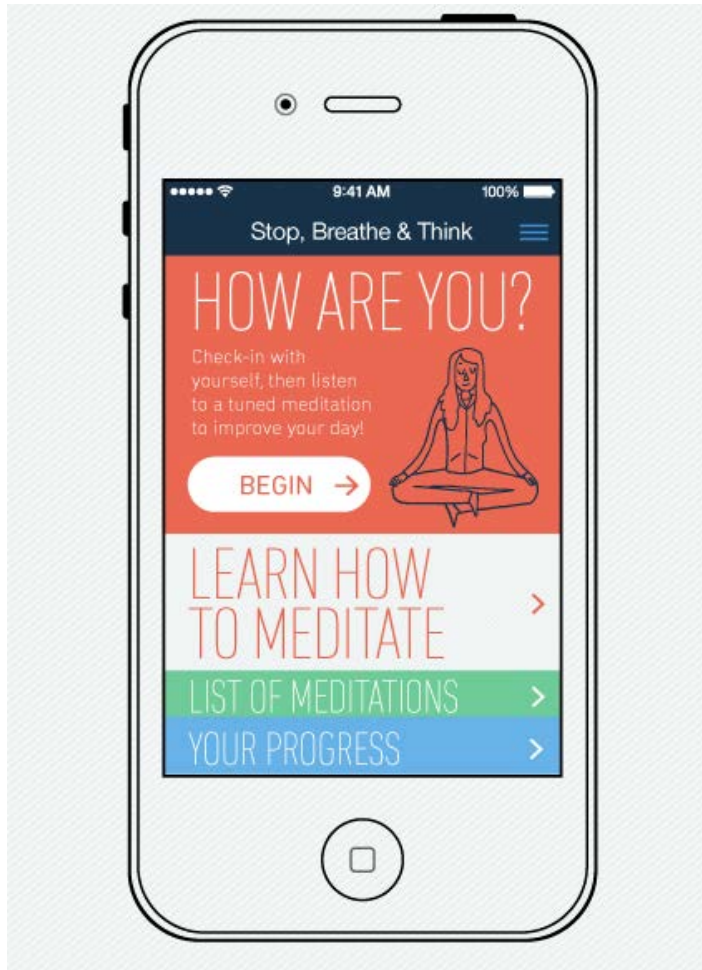 9:41 AM 100%
Stop, Breathe & Think
HOW ARE YOU?
Check-in with
yourself, then listen
to a tuned meditation
to improve your day!
BEGIN
LEARN HOW
TO MEDITATE
LIST OF MEDITATIONS
YOUR PROGRESS